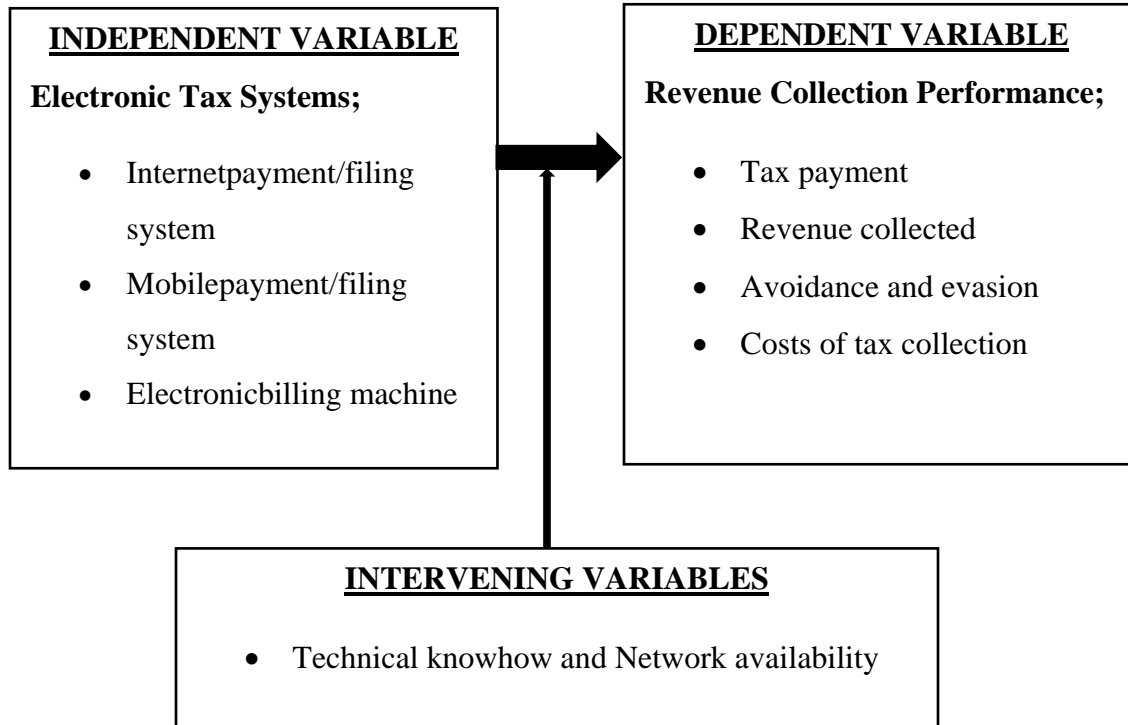 INDEPENDENT VARIABLE
Electronic Tax Systems;
• Internetpayment/filing
system
• Mobilepayment/filing
system
• Electronicbilling machine
DEPENDENT VARIABLE
Revenue Collection Performance;
• Tax payment
• Revenue collected
• Avoidance and evasion
• Costs of tax collection
INTERVENING VARIABLES
• Technical knowhow and Network availability